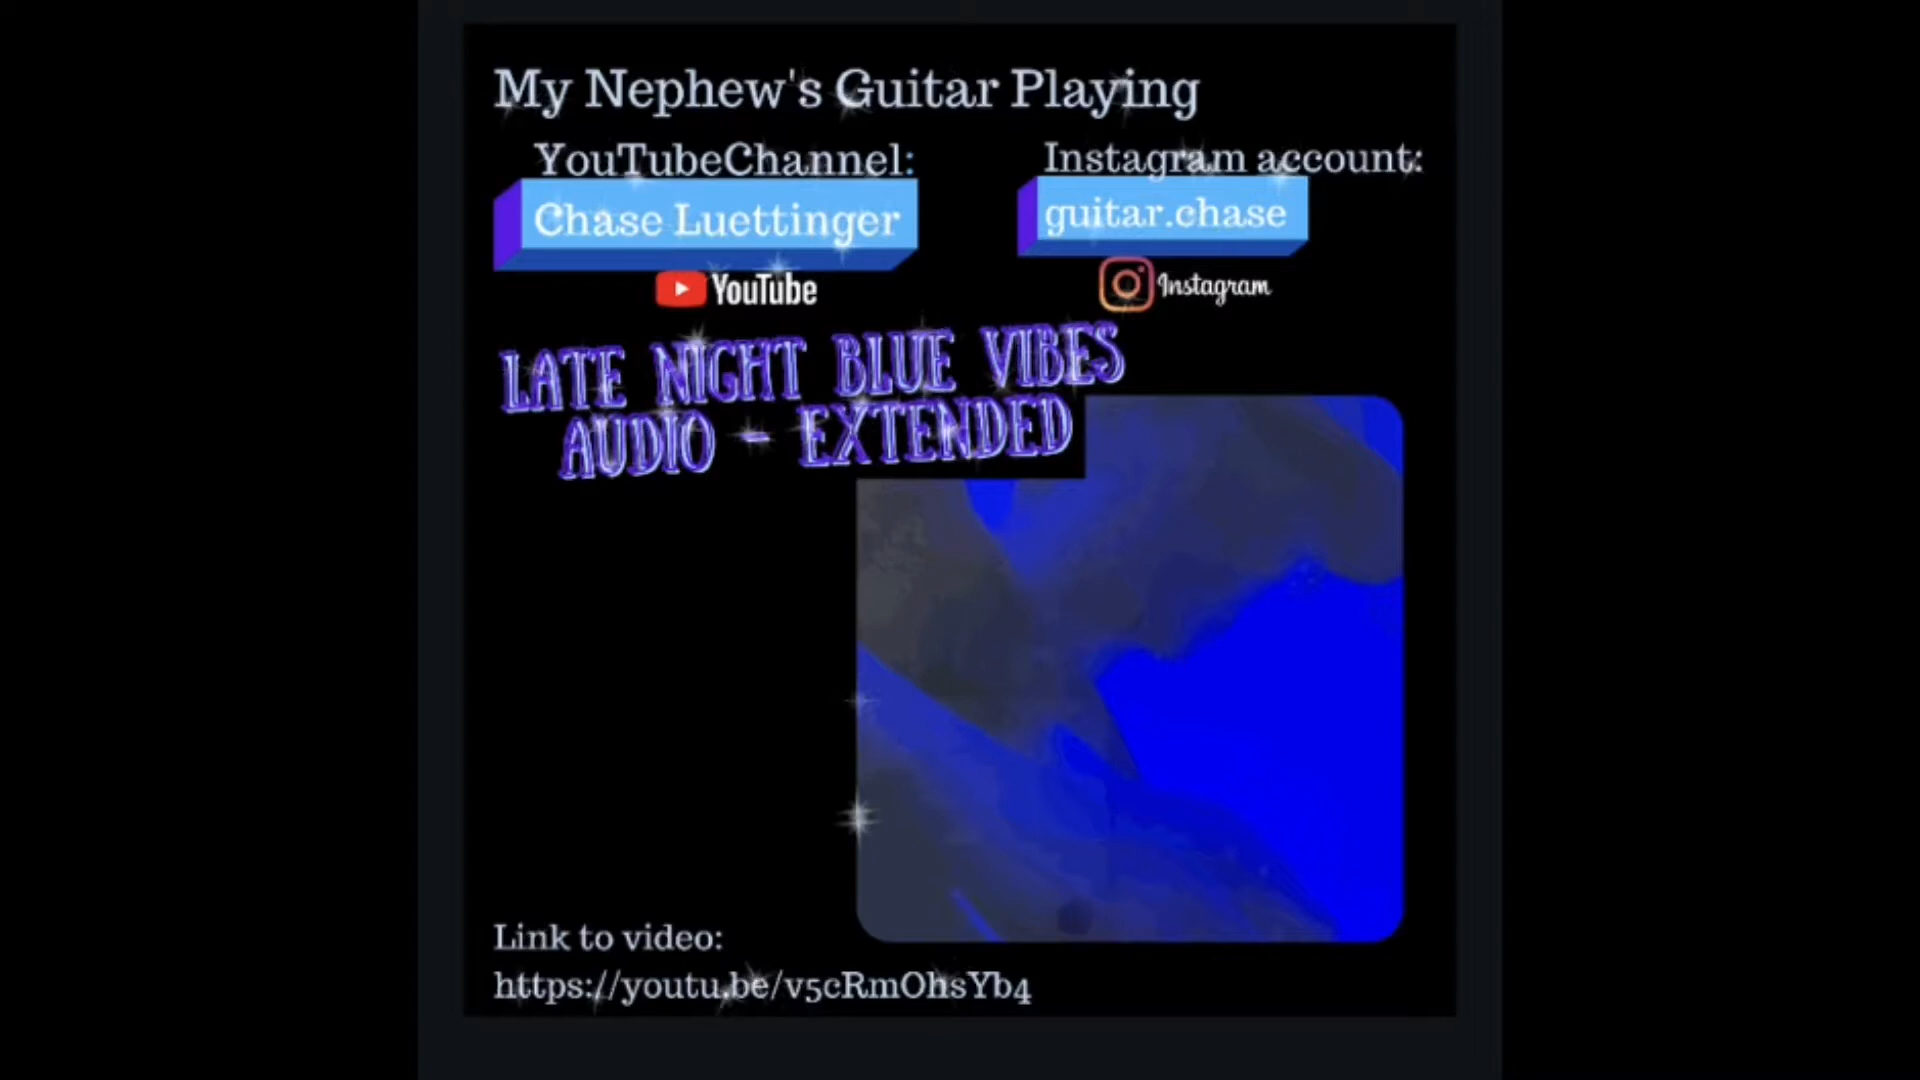 My Nephew's Guitar Playing
YouTubeChannel:
Chase Luettinger
YouTube
Instagram account:
guitar.chase
Instagram
LATE NIGHT BLUE VIBES
AUDIO - EXTENDED
Link to video:
https://youtu.be/v5cRmOhsYb4